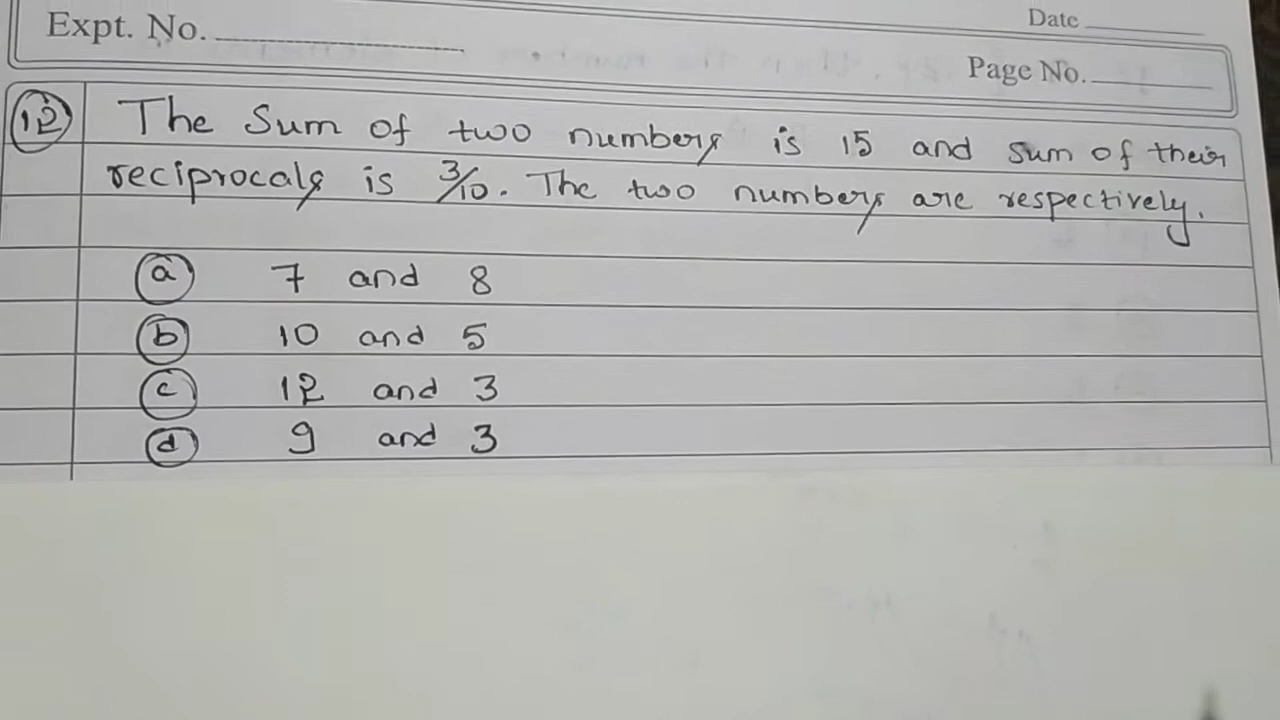 Expt. No.
Date
Page No.
12 The Sum of two numbers is 15 and sum of their
reciprocals is 3/10. The two numbers are respectively.
a 7 and 8
b 10 and 5
c 12 and 3
d 9 and 3